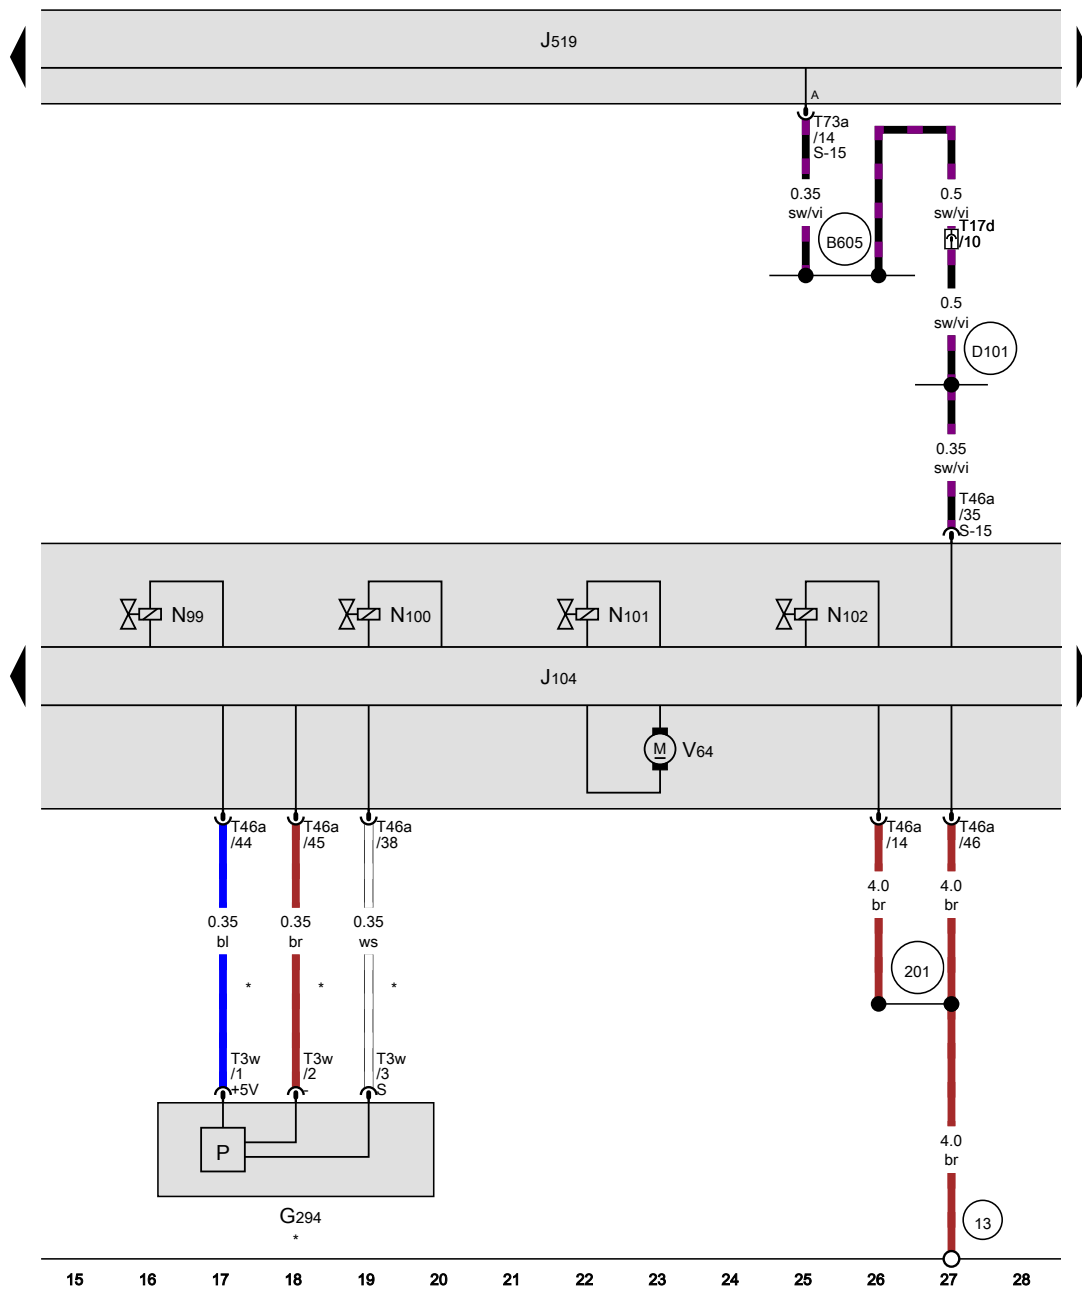 J519
A
T73a
/14
S-15
0.35
sw/vi
B605
0.5
sw/vi
T17d
/10
0.5
sw/vi
D101
0.35
sw/vi
T46a
/35
S-15
N99
N100
N101
N102
J104
M
V64
T46a
/44
T46a
/45
T46a
/38
T46a
/14
T46a
/46
0.35
bl
0.35
br
0.35
ws
4.0
br
4.0
br
201
*
*
*
T3w
/1
+5V
T3w
/2
-
T3w
/3
S
P
G294
*
4.0
br
13
15 16 17 18 19 20 21 22 23 24 25 26 27 28